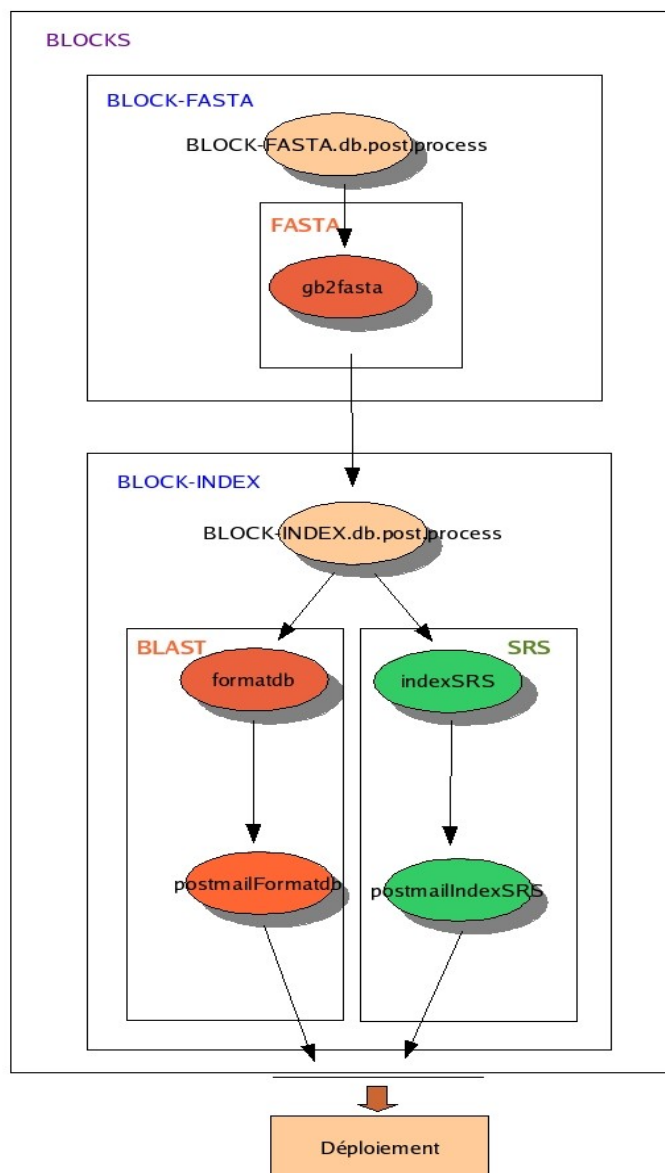 BLOCKS
BLOCK-FASTA
BLOCK-FASTA.db.post.process
FASTA
gb2fasta
BLOCK-INDEX
BLOCK-INDEX.db.post.process
BLAST
SRS
formatdb
indexSRS
postmailFormatdb
postmailIndexSRS
Déploiement